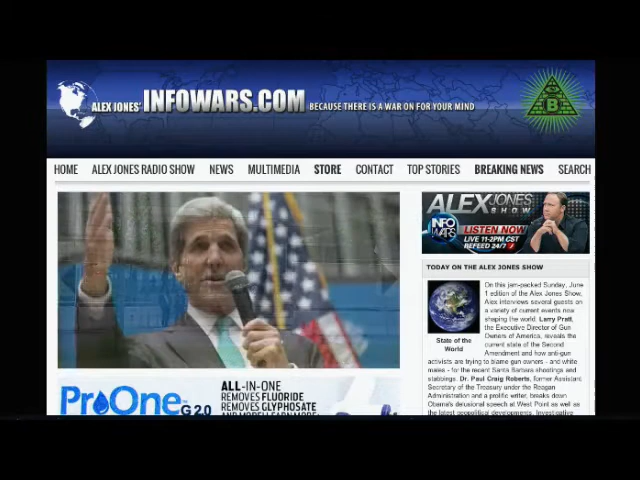 ALEX JONES' INFOWARS.COM BECAUSE THERE IS A WAR ON FOR YOUR MIND
B
HOME ALEX JONES RADIO SHOW NEWS MULTIMEDIA STORE CONTACT TOP STORIES BREAKING NEWS SEARCH
ALEX JONES
SHOW
INFO
WARS
LISTEN NOW
LIVE 11-2PM CST
REFEED 24/7
TODAY ON THE ALEX JONES SHOW
State of the
World
On this jam-packed Sunday, June
1 edition of the Alex Jones Show,
Alex interviews several guests on
a variety of current events now
shaping the world. Larry Pratt,
the Executive Director of Gun
Owners of America, reveals the
current state of the Second
Amendment and how anti-gun
activists are trying to blame gun owners - and white
males - for the recent Santa Barbara shootings and
stabbings. Dr. Paul Craig Roberts, former Assistant
Secretary of the Treasury under the Reagan
Administration and a prolific writer, breaks down
Obama's delusional speech at West Point as well as
the latest geopolitical developments. Investigative
ProOne G2.0
ALL-IN-ONE
REMOVES FLUORIDE
REMOVES GLYPHOSATE